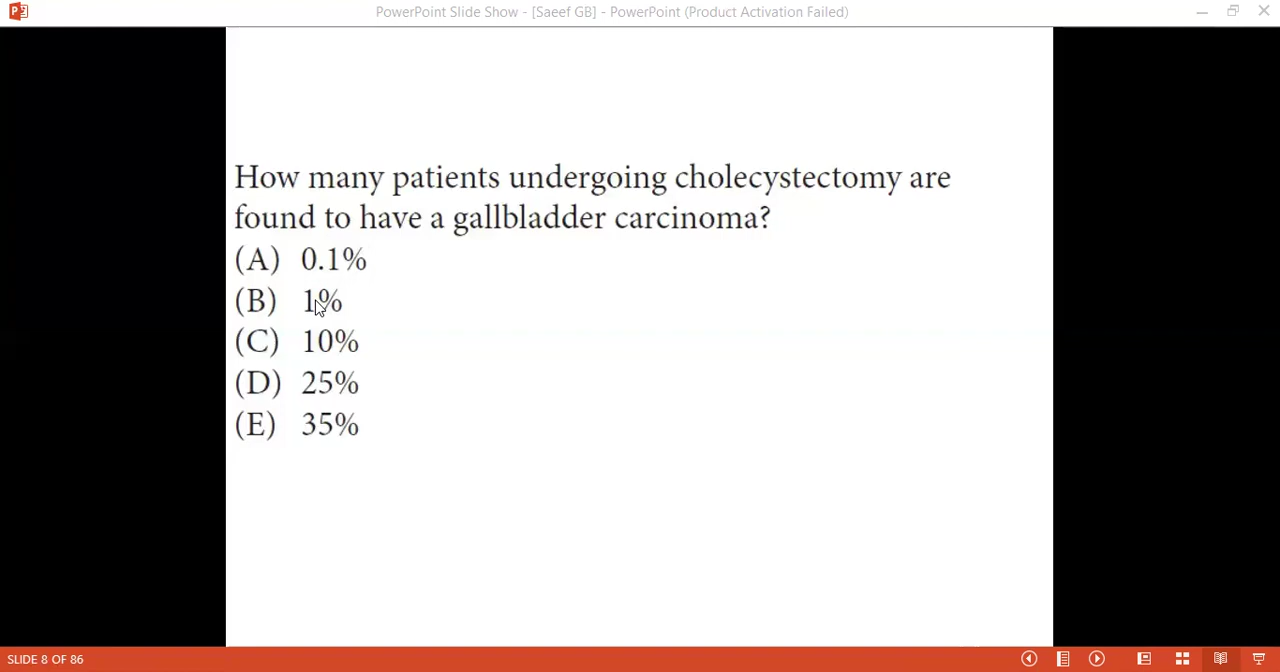 PowerPoint Slide Show - [Saeef GB] - PowerPoint (Product Activation Failed)
How many patients undergoing cholecystectomy are
found to have a gallbladder carcinoma?
(A) 0.1%
(B) 1%
(C) 10%
(D) 25%
(E) 35%
SLIDE 8 OF 86